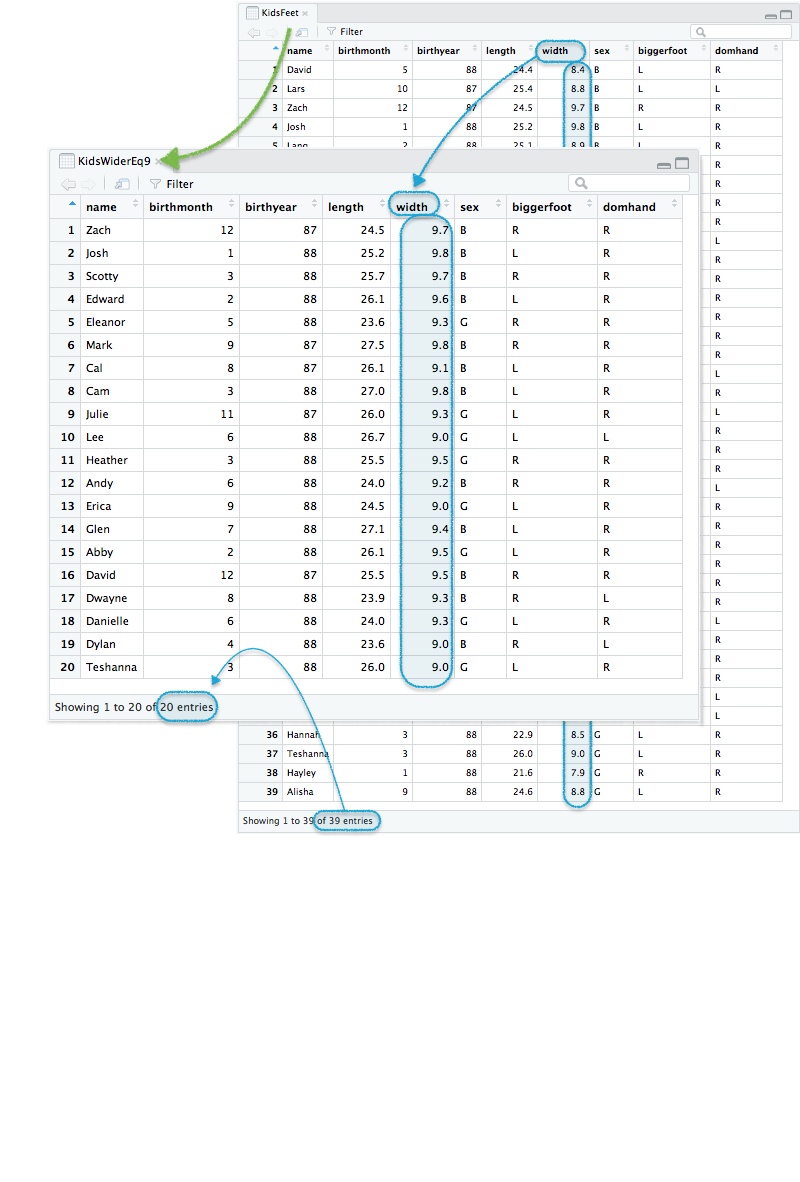 KidsFeet ×
Filter
name birthmonth birthyear length width sex biggerfoot domhand
1 David 5 88 24.4 8.4 B L R
2 Lars 10 87 25.4 8.8 B L L
3 Zach 12 87 24.5 9.7 B R R
4 Josh 1 88 25.2 9.8 B L R
5 Lang 2 88 25.1 8.9 B L R
KidsWiderEq9 ×
R
Filter
R
name birthmonth birthyear length width sex biggerfoot domhand
R
R
1 Zach 12 87 24.5 9.7 B R R
L
2 Josh 1 88 25.2 9.8 B L R
R
3 Scotty 3 88 25.7 9.7 B R R
R
4 Edward 2 88 26.1 9.6 B L R
R
5 Eleanor 5 88 23.6 9.3 G R R
R
R
6 Mark 9 87 27.5 9.8 B R R
R
7 Cal 8 87 26.1 9.1 B L R
L
8 Cam 3 88 27.0 9.8 B L R
R
9 Julie 11 87 26.0 9.3 G L R
L
10 Lee 6 88 26.7 9.0 G L L
R
R
11 Heather 3 88 25.5 9.5 G R R
R
12 Andy 6 88 24.0 9.2 B R R
L
13 Erica 9 88 24.5 9.0 G L R
R
14 Glen 7 88 27.1 9.4 B L R
R
R
15 Abby 2 88 26.1 9.5 G L R
R
16 David 12 87 25.5 9.5 B R R
R
17 Dwayne 8 88 23.9 9.3 B R L
R
18 Danielle 6 88 24.0 9.3 G L R
L
19 Dylan 4 88 23.6 9.0 B R L
R
R
20 Teshanna 3 88 26.0 9.0 G L R
R
L
Showing 1 to 20 of 20 entries
L
36 Hannah 3 88 22.9 8.5 G L R
37 Teshanna 3 88 26.0 9.0 G L R
38 Hayley 1 88 21.6 7.9 G R R
39 Alisha 9 88 24.6 8.8 G L R
Showing 1 to 39 of 39 entries